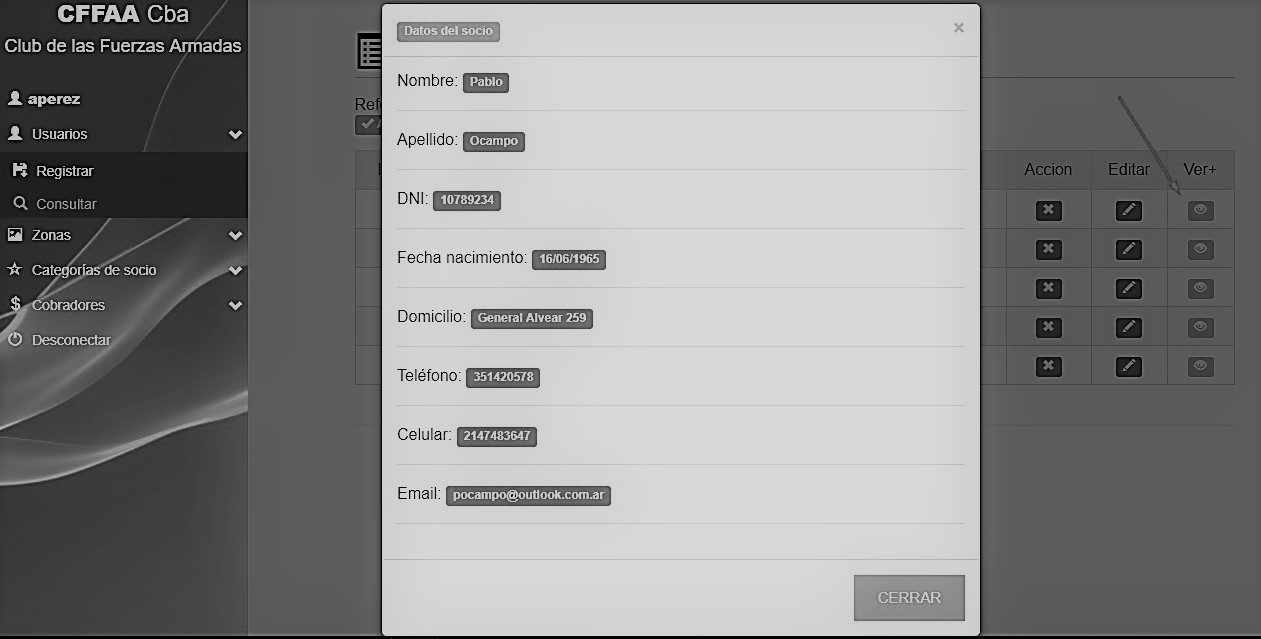 CFFAA Cba
Club de las Fuerzas Armadas
aperez
Usuarios
Registrar
Consultar
Zonas
Categorías de socio
Cobradores
Desconectar
Datos del socio ×
Nombre: Pablo
Apellido: Ocampo
DNI: 10789234
Fecha nacimiento: 16/06/1965
Domicilio: General Alvear 259
Teléfono: 351420578
Celular: 2147483647
Email: pocampo@outlook.com.ar
CERRAR
Accion Editar Ver+